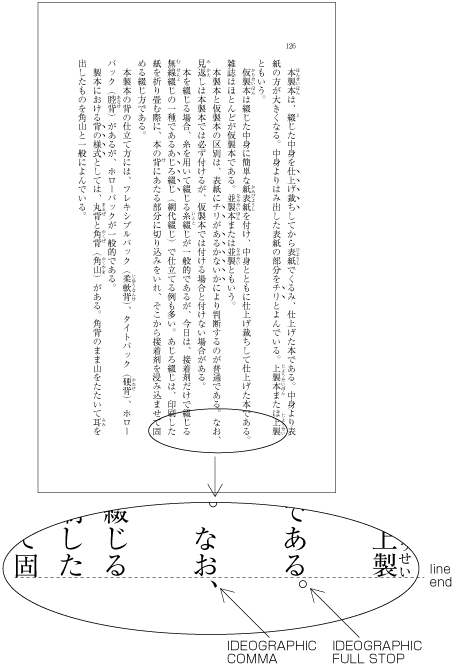 126
本製本は、綴じた中身を仕上げ裁ちしてから表紙でくるみ、仕上げた本である。中身より表
紙の方が大きくなる。中身よりはみ出した表紙の部分をチリとよんでいる。上製本または上製
ともいう。
仮製本は綴じた中身に簡単な紙表紙を付け、中身とともに仕上げ裁ちして仕上げた本である。
雑誌はほとんどが仮製本である。並製本または並製ともいう。
本製本と仮製本の区別は、表紙にチリがあるかないかにより判断するのが普通である。なお、
見返しは本製本では必ず付けるが、仮製本では付ける場合と付けない場合がある。
本を綴じる場合、糸を用いて綴じる糸綴じが一般的であるが、今日は、接着剤だけで綴じる
無線綴じの一種であるあじろ綴じ（網代綴じ）で仕立てる例も多い。あじろ綴じは、印刷した
紙を折り畳む際に、本の背にあたる部分に切り込みをいれ、そこから接着剤を浸み込ませて固
める綴じ方である。
本製本の背の仕立て方には、フレキシブルバック（柔軟背）、タイトバック（硬背）、ホロー
バック（腔背）があるが、ホローバックが一般的である。
製本における背の様式としては、丸背と角背（角山）がある。角背のまま山をたたいて耳を
出したものを角山と一般によんでいる。
上製
せい
である。
なお、
綴じる
刷した
て固
line
end
IDEOGRAPHIC
COMMA
IDEOGRAPHIC
FULL STOP